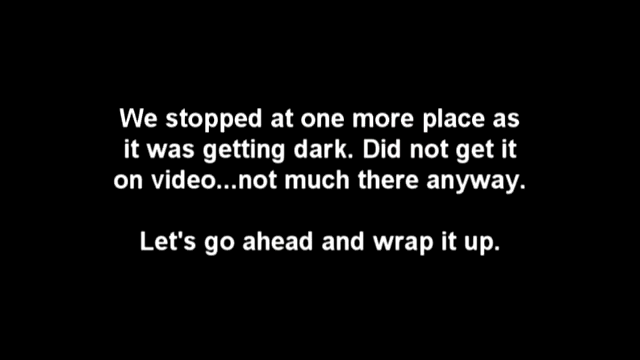 We stopped at one more place as
it was getting dark. Did not get it
on video...not much there anyway.
Let's go ahead and wrap it up.